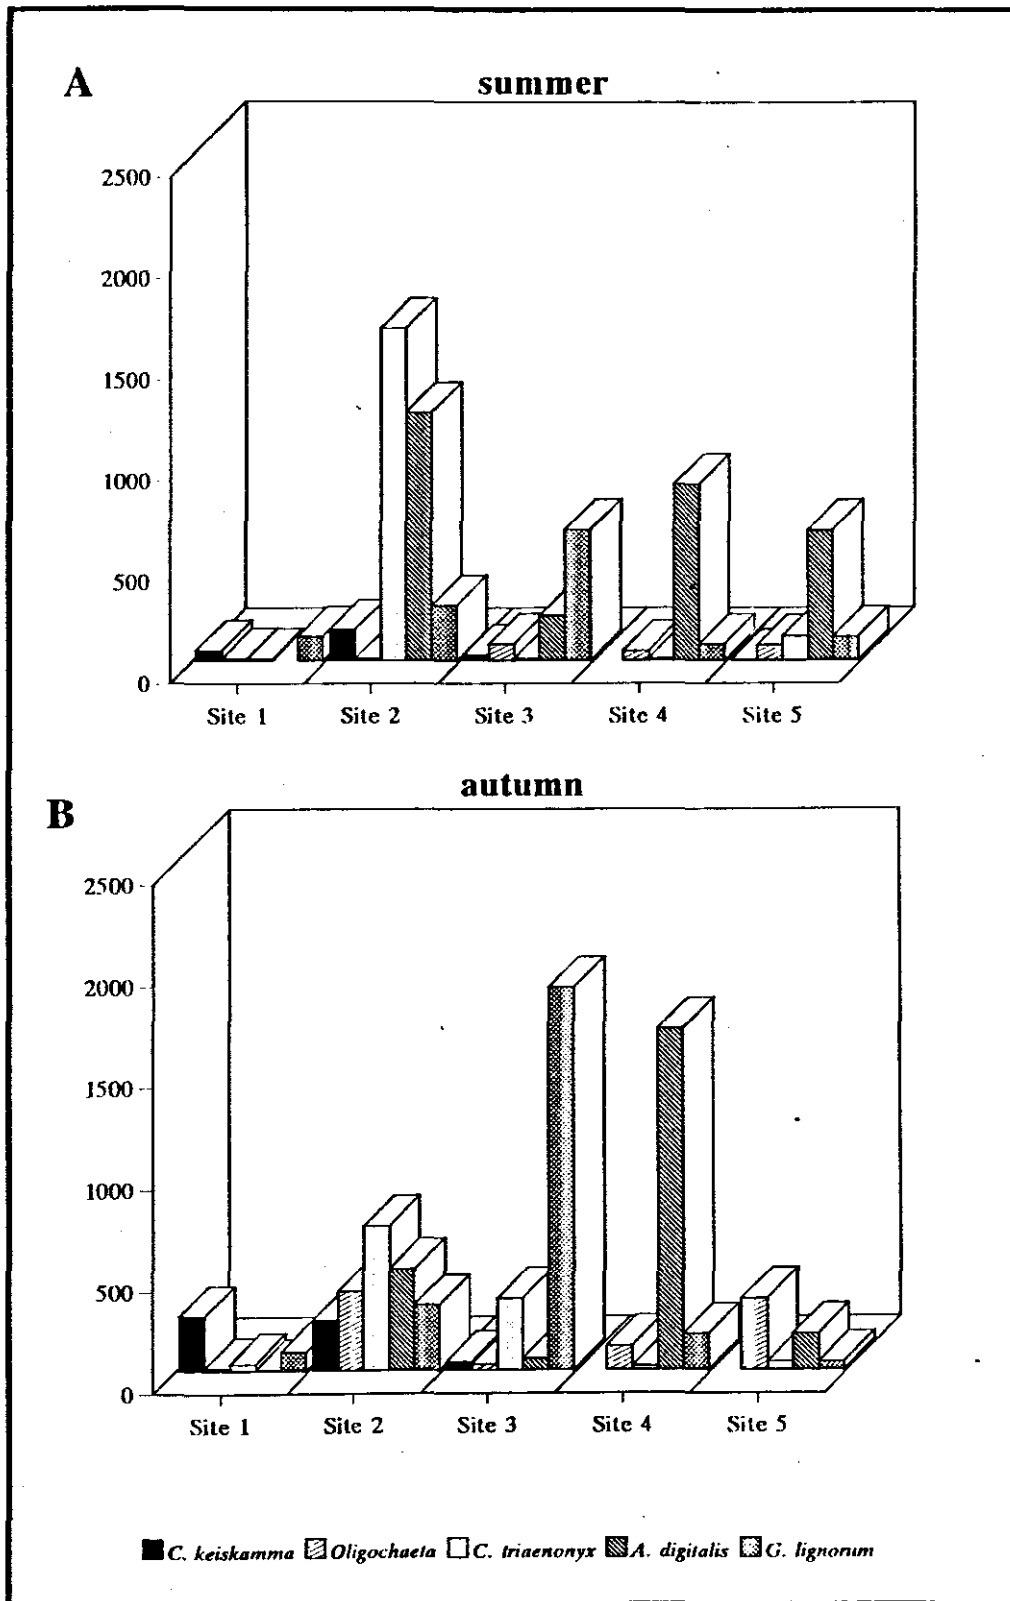 A
summer
2500
2000
1500
1000
500
0
Site 1 Site 2 Site 3 Site 4 Site 5
B
autumn
2500
2000
1500
1000
500
0
Site 1 Site 2 Site 3 Site 4 Site 5
C. keiskamma Oligochaeta C. triaenonyx A. digitalis G. lignorum